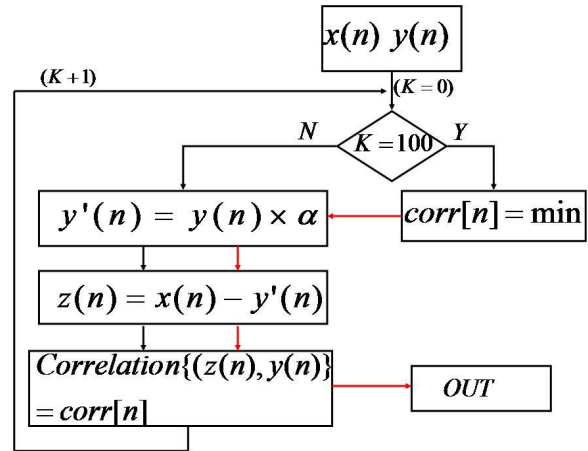 x(n) y(n)
(K+1)
(K=0)
N
K=100
Y
y'(n) = y(n)×α
corr[n]=min
z(n)=x(n)−y'(n)
Correlation{(z(n),y(n)}
=corr[n]
OUT